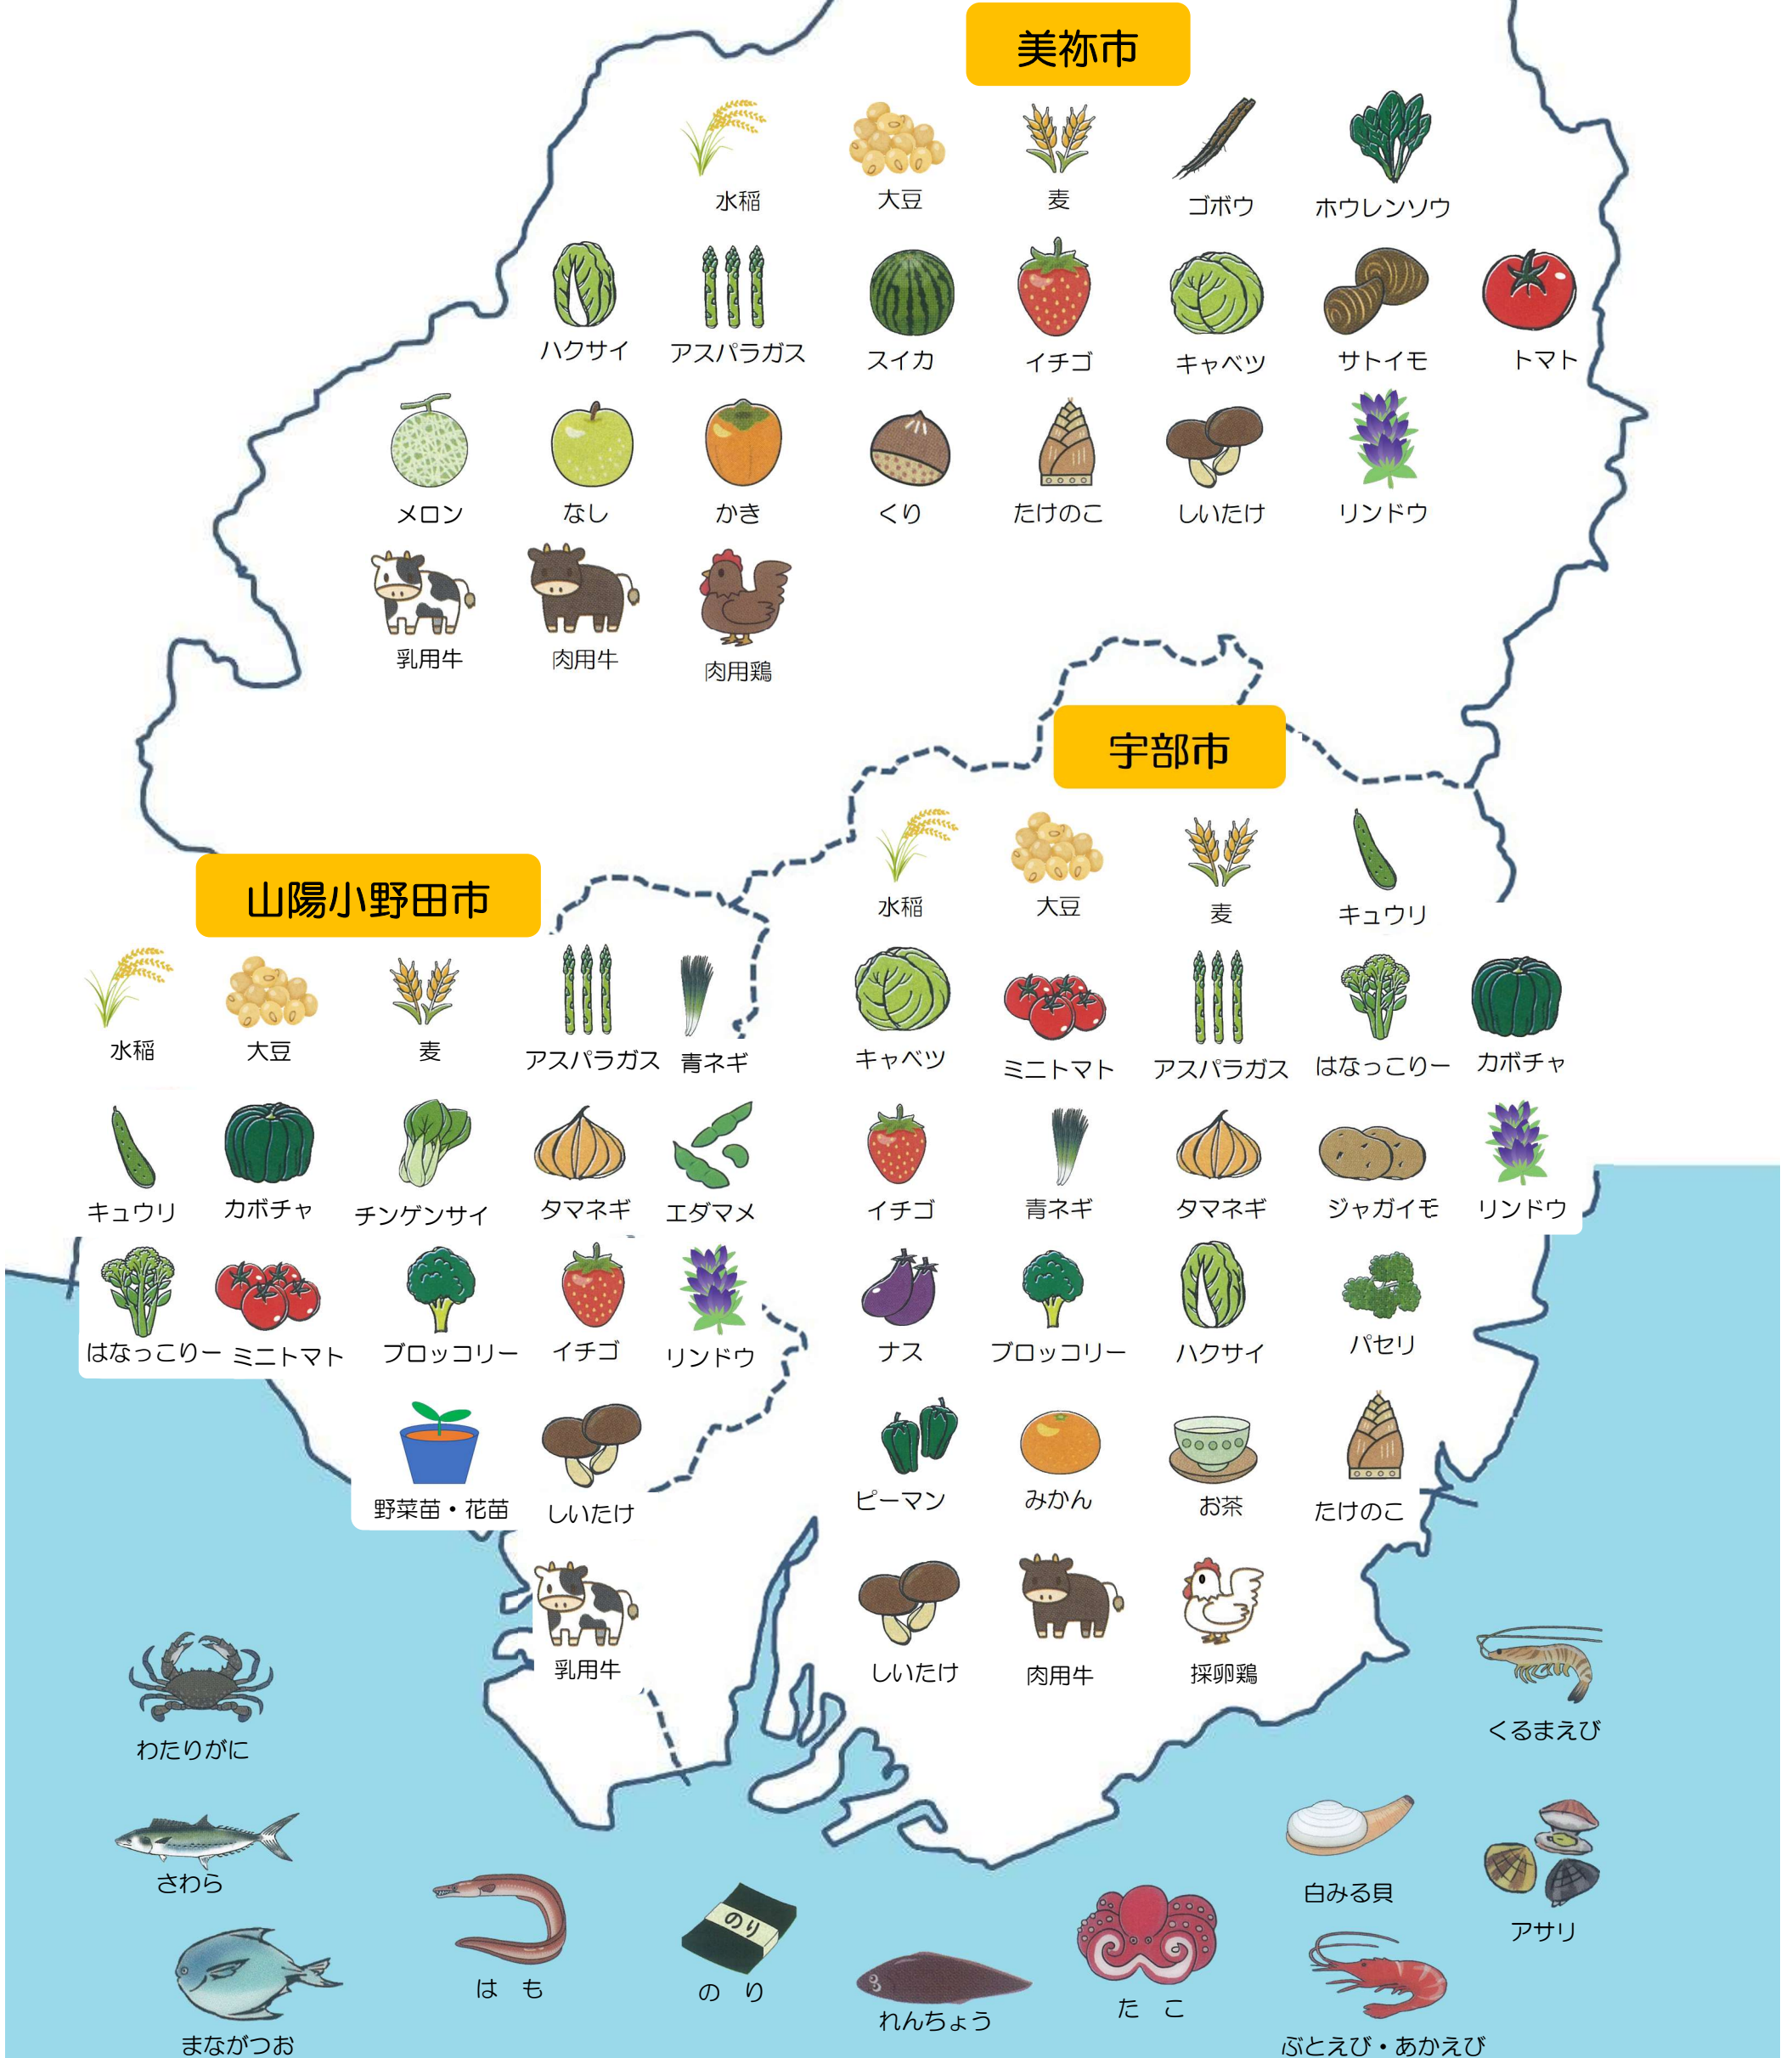 美祢市
水稲
大豆
麦
ゴボウ
ホウレンソウ
ハクサイ
アスパラガス
スイカ
イチゴ
キャベツ
サトイモ
トマト
メロン
なし
かき
くり
たけのこ
しいたけ
リンドウ
乳用牛
肉用牛
肉用鶏
宇部市
水稲
大豆
麦
キュウリ
キャベツ
ミニトマト
アスパラガス
はなっこりー
カボチャ
イチゴ
青ネギ
タマネギ
ジャガイモ
リンドウ
ナス
ブロッコリー
ハクサイ
パセリ
ピーマン
みかん
お茶
たけのこ
しいたけ
肉用牛
採卵鶏
山陽小野田市
水稲
大豆
麦
アスパラガス
青ネギ
キュウリ
カボチャ
チンゲンサイ
タマネギ
エダマメ
はなっこりー
ミニトマト
ブロッコリー
イチゴ
リンドウ
野菜苗・花苗
しいたけ
乳用牛
わたりがに
さわら
まながつお
はも
のり
のり
れんちょう
たこ
くるまえび
白みる貝
アサリ
ぶとえび・あかえび